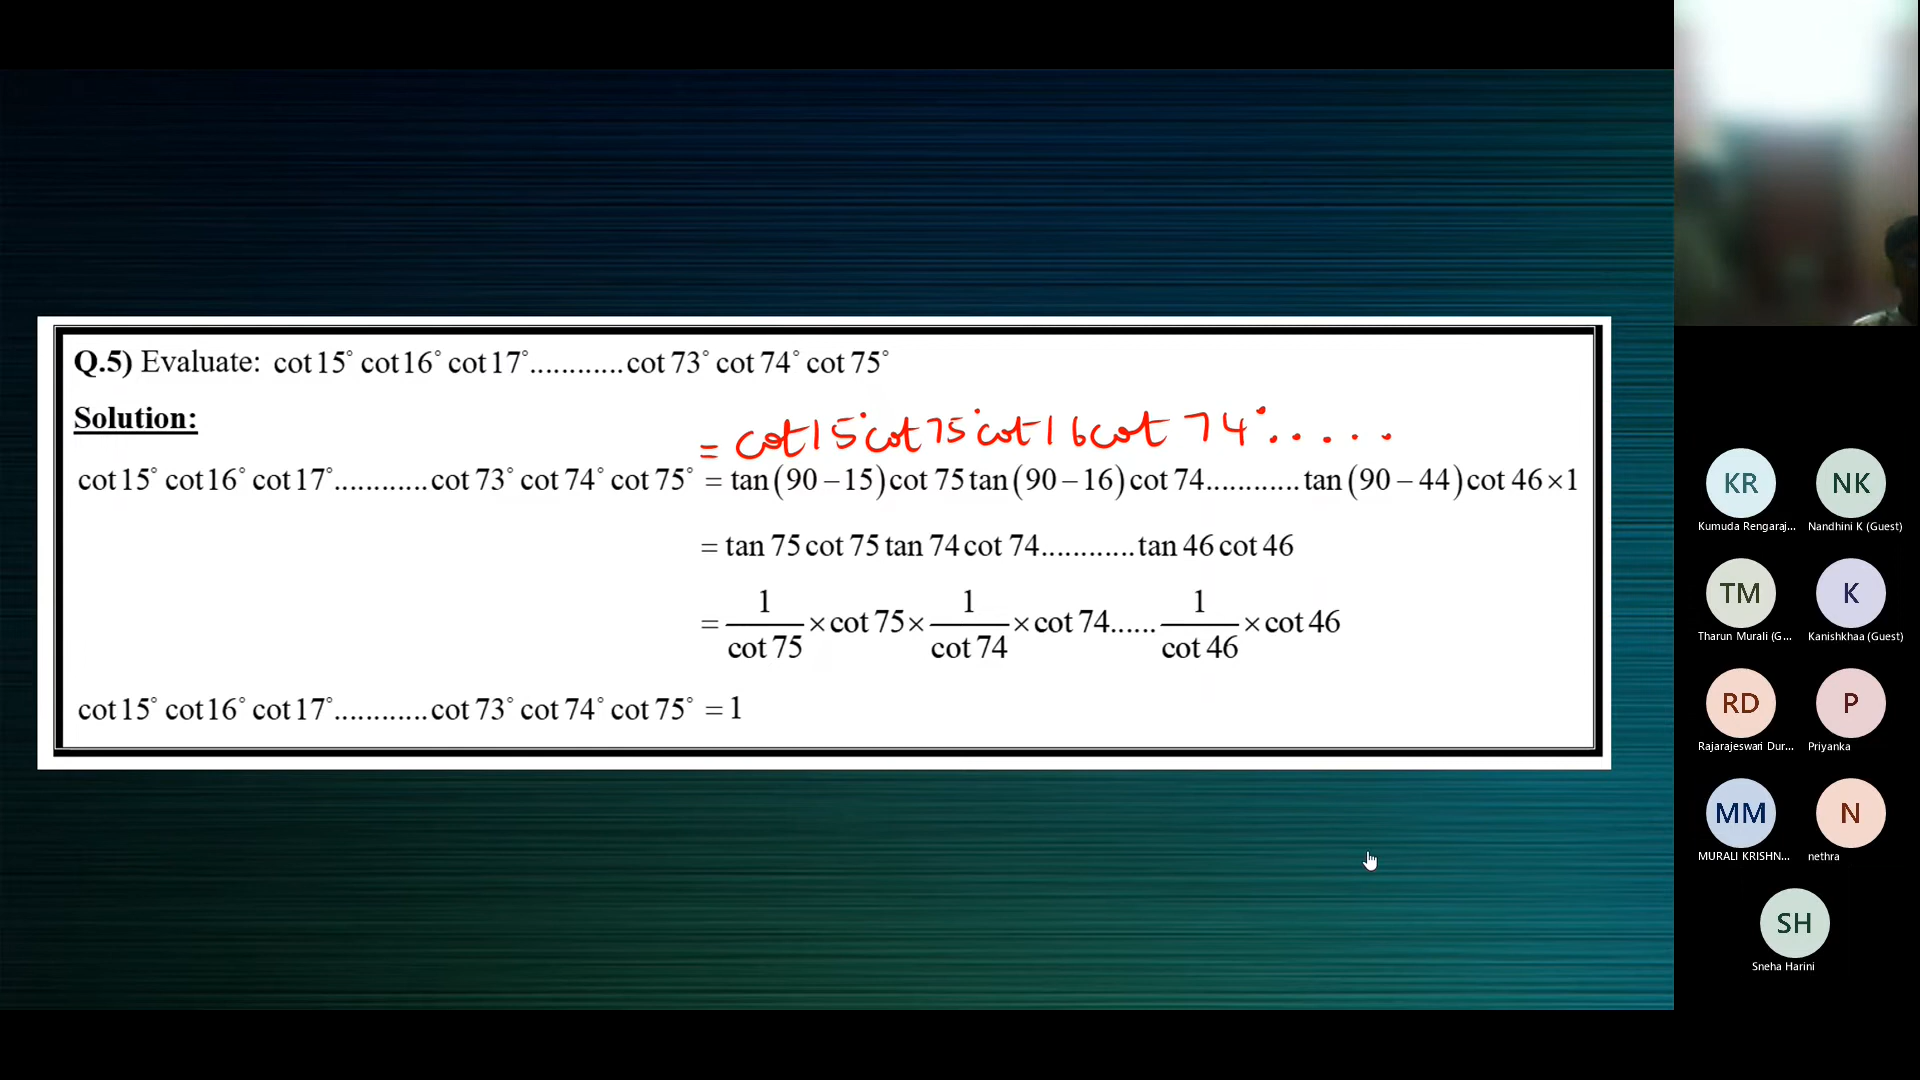 Q.5) Evaluate: cot 15° cot 16° cot 17°............cot 73° cot 74° cot 75°
Solution:
= cot 15° cot 75° cot 16 cot 74° . . . . .
cot 15° cot 16° cot 17°............cot 73° cot 74° cot 75° = tan(90 − 15)cot 75 tan(90 − 16)cot 74............tan(90 − 44)cot 46 × 1
= tan 75 cot 75 tan 74 cot 74............tan 46 cot 46
= 1/cot 75 × cot 75 × 1/cot 74 × cot 74......1/cot 46 × cot 46
cot 15° cot 16° cot 17°............cot 73° cot 74° cot 75° = 1
KR
Kumuda Rengaraj...
NK
Nandhini K (Guest)
TM
Tharun Murali (G...
K
Kanishkhaa (Guest)
RD
Rajarajeswari Dur...
P
Priyanka
MM
MURALI KRISHN...
N
nethra
SH
Sneha Harini